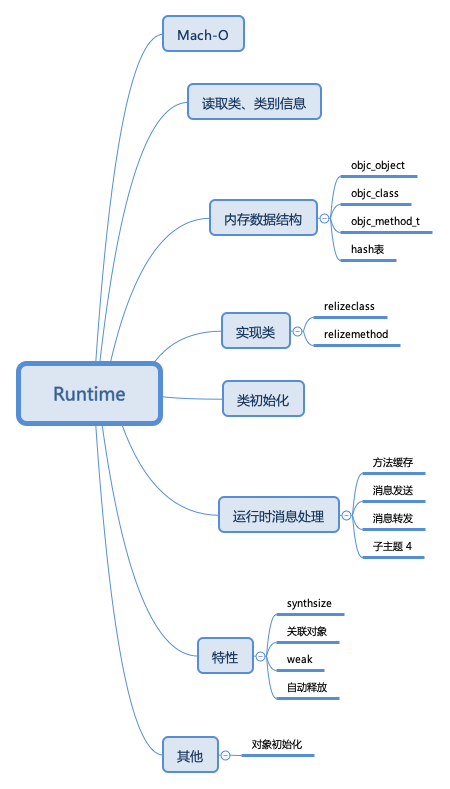 Runtime
Mach-O
读取类、类别信息
内存数据结构
objc_object
objc_class
objc_method_t
hash表
实现类
relizeclass
relizemethod
类初始化
运行时消息处理
方法缓存
消息发送
消息转发
子主题 4
特性
synthsize
关联对象
weak
自动释放
其他
对象初始化